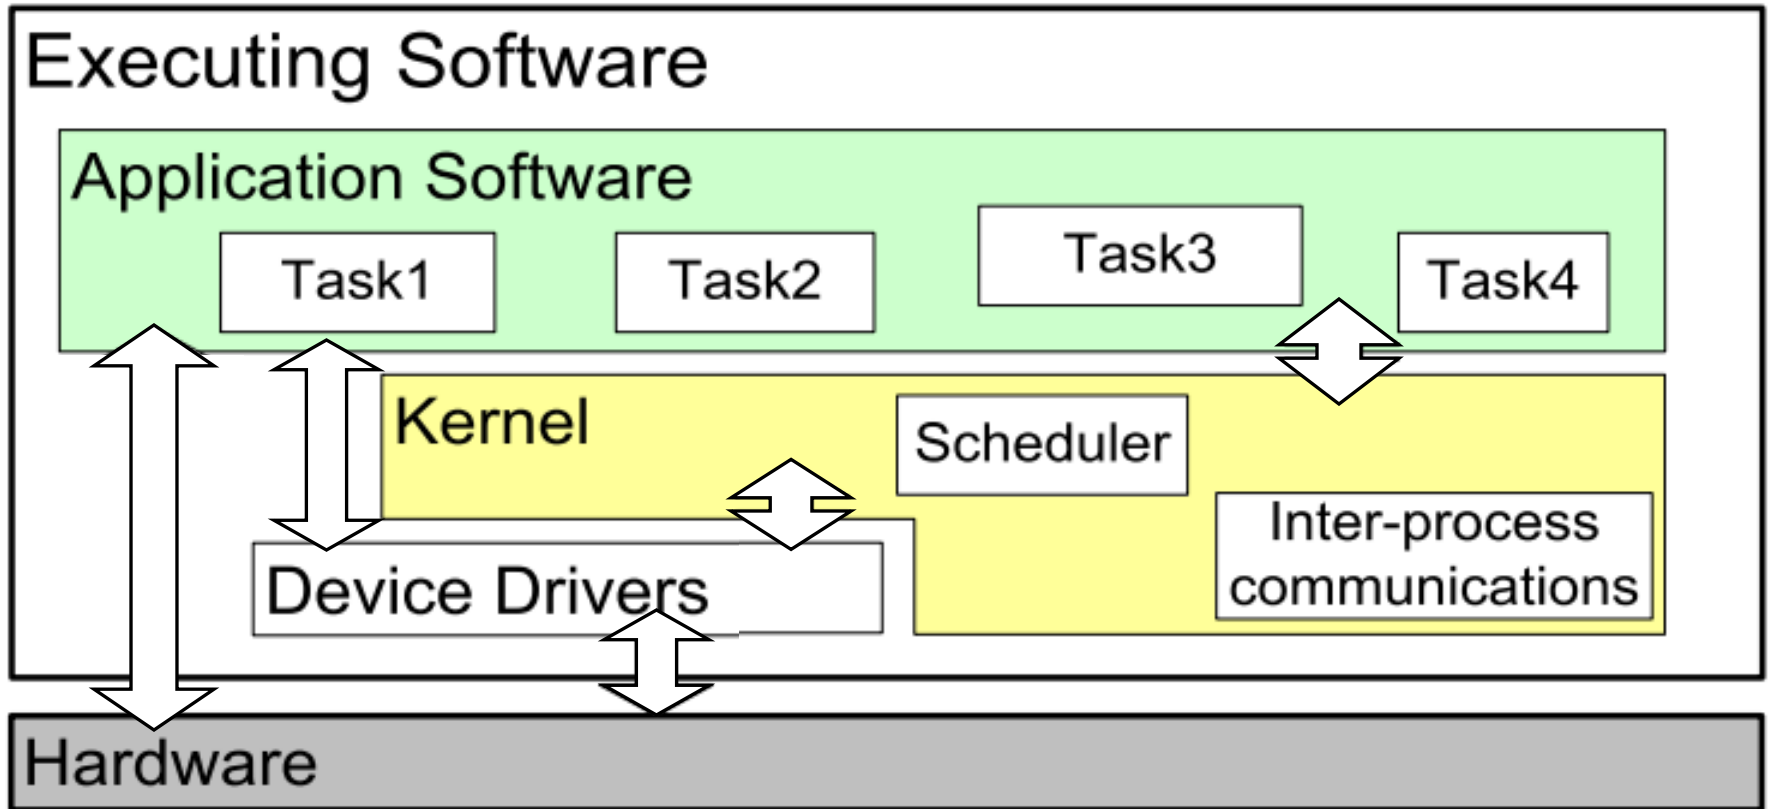 Executing Software
Application Software
Task1
Task2
Task3
Task4
Kernel
Scheduler
Inter-process
communications
Device Drivers
Hardware